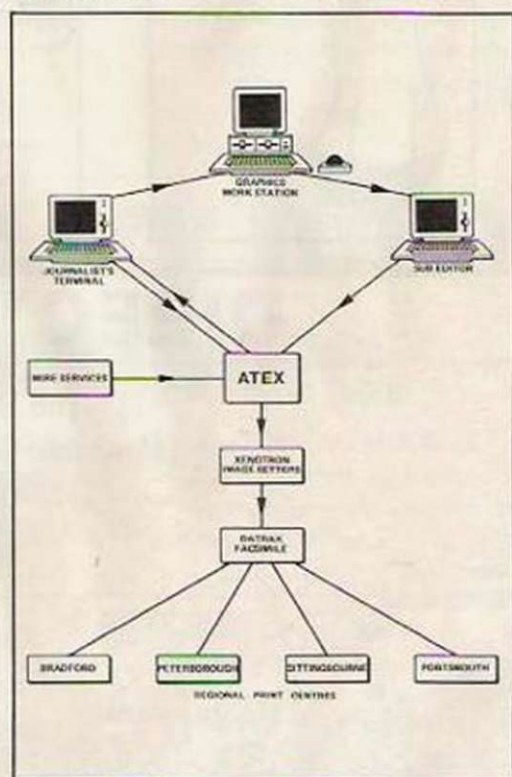 GRAPHICS
WORK STATION
JOURNALIST'S
TERMINAL
SUB EDITOR
WIRE SERVICES
ATEX
XENOTRON
IMAGE SETTERS
DATRAX
FACSIMILE
BRADFORD
PETERBOROUGH
SITTINGBOURNE
PORTSMOUTH
REGIONAL PRINT CENTRES